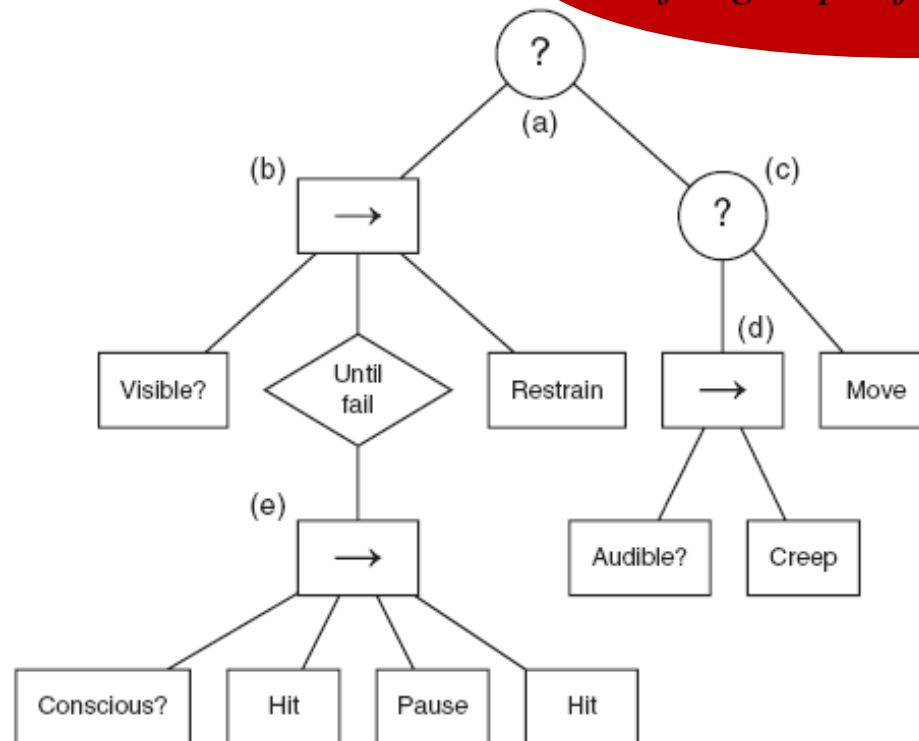 ?
(a)
(b)
(c)
→
?
(d)
Visible?
Until
fail
Restrain
→
Move
(e)
→
Audible?
Creep
Conscious?
Hit
Pause
Hit